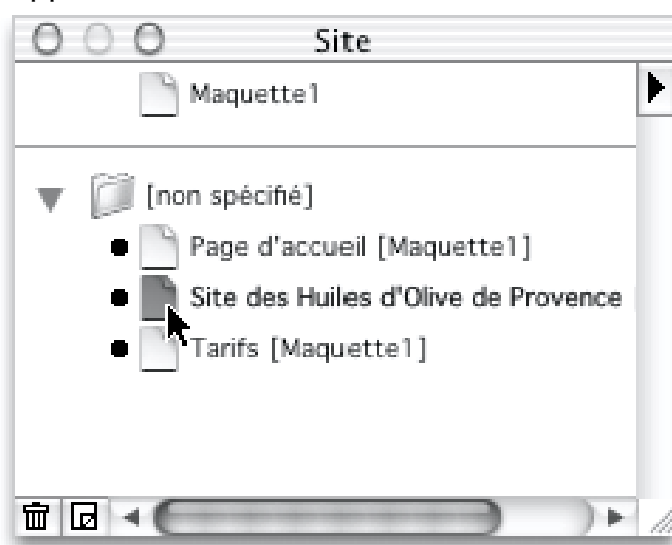 Site
Maquette1
[non spécifié]
Page d'accueil [Maquette1]
Site des Huiles d'Olive de Provence
Tarifs [Maquette1]